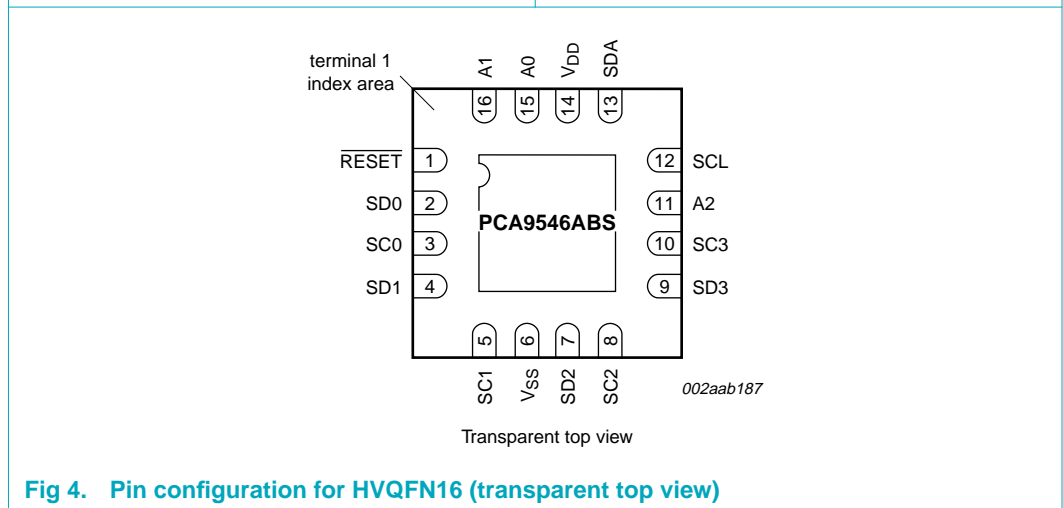 terminal 1
index area
A1
A0
VDD
SDA
16
15
14
13
RESET 1
12 SCL
SD0 2
11 A2
PCA9546ABS
SC0 3
10 SC3
SD1 4
9 SD3
5
6
7
8
SC1
VSS
SD2
SC2
002aab187
Transparent top view
Fig 4. Pin configuration for HVQFN16 (transparent top view)